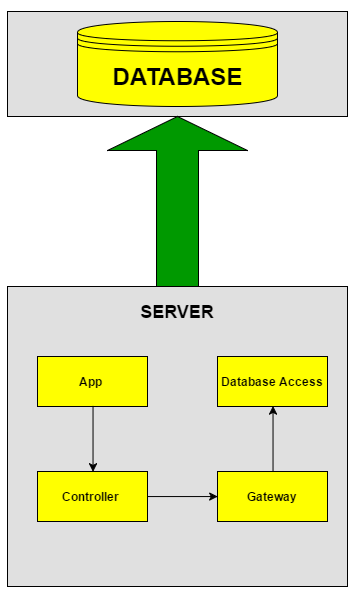 DATABASE
SERVER
App
Database Access
Controller
Gateway